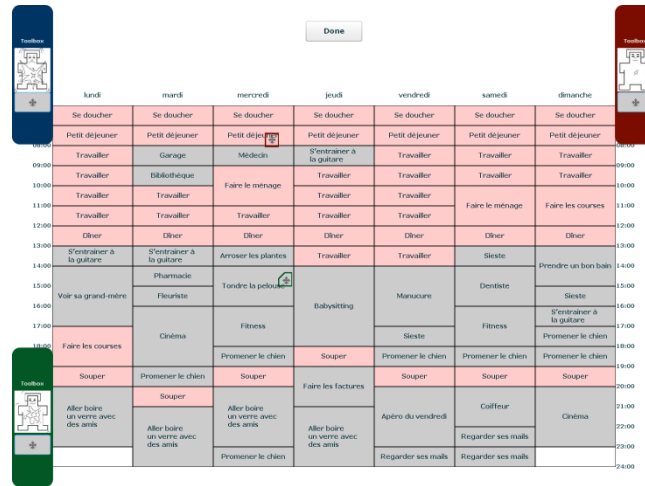 Done
Toolbox
Toolbox
lundi mardi mercredi jeudi vendredi samedi dimanche
Se doucher Se doucher Se doucher Se doucher Se doucher Se doucher Se doucher
Petit déjeuner Petit déjeuner Petit déjeuner Petit déjeuner Petit déjeuner Petit déjeuner Petit déjeuner
08:00 08:00
Travailler Garage Médecin S'entrainer à la guitare Travailler Travailler Travailler
09:00 09:00
Travailler Bibliothèque Travailler Travailler Travailler Travailler
10:00 Faire le ménage 10:00
Travailler Travailler Travailler Travailler
11:00 Faire le ménage Faire les courses 11:00
Travailler Travailler Travailler Travailler Travailler
12:00 12:00
Dîner Dîner Dîner Dîner Dîner Dîner Dîner
13:00 13:00
S'entrainer à la guitare S'entrainer à la guitare Arroser les plantes Travailler Travailler Sieste
14:00 Prendre un bon bain 14:00
Pharmacie Tondre la pelouse Dentiste
15:00 15:00
Voir sa grand-mère Fleuriste Manucure Sieste
16:00 Babysitting 16:00
S'entrainer à la guitare
17:00 Cinéma Fitness Fitness 17:00
Sieste Promener le chien
18:00 Faire les courses 18:00
Promener le chien Souper Promener le chien Promener le chien Promener le chien
19:00
Toolbox
Souper Promener le chien Souper Souper Souper Souper
Faire les factures
20:00
Souper Coiffeur
21:00
Aller boire un verre avec des amis Aller boire un verre avec des amis Apéro du vendredi Cinéma
22:00
Aller boire un verre avec des amis Aller boire un verre avec des amis Regarder ses mails
23:00
Promener le chien Regarder ses mails Regarder ses mails
24:00